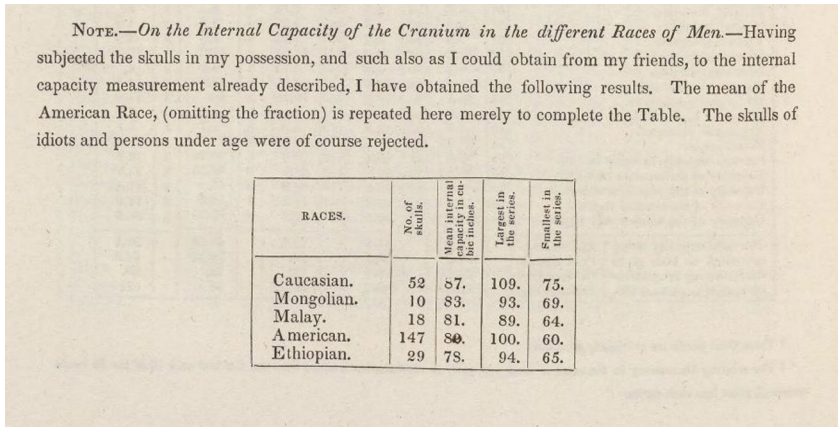 NOTE.—On the Internal Capacity of the Cranium in the different Races of Men.—Having
subjected the skulls in my possession, and such also as I could obtain from my friends, to the internal
capacity measurement already described, I have obtained the following results. The mean of the
American Race, (omitting the fraction) is repeated here merely to complete the Table. The skulls of
idiots and persons under age were of course rejected.
RACES.
No. of
skulls.
Mean internal
capacity in cu-
bic inches.
Largest in
the series.
Smallest in
the series.
Caucasian. 52 87. 109. 75.
Mongolian. 10 83. 93. 69.
Malay. 18 81. 89. 64.
American. 147 80. 100. 60.
Ethiopian. 29 78. 94. 65.